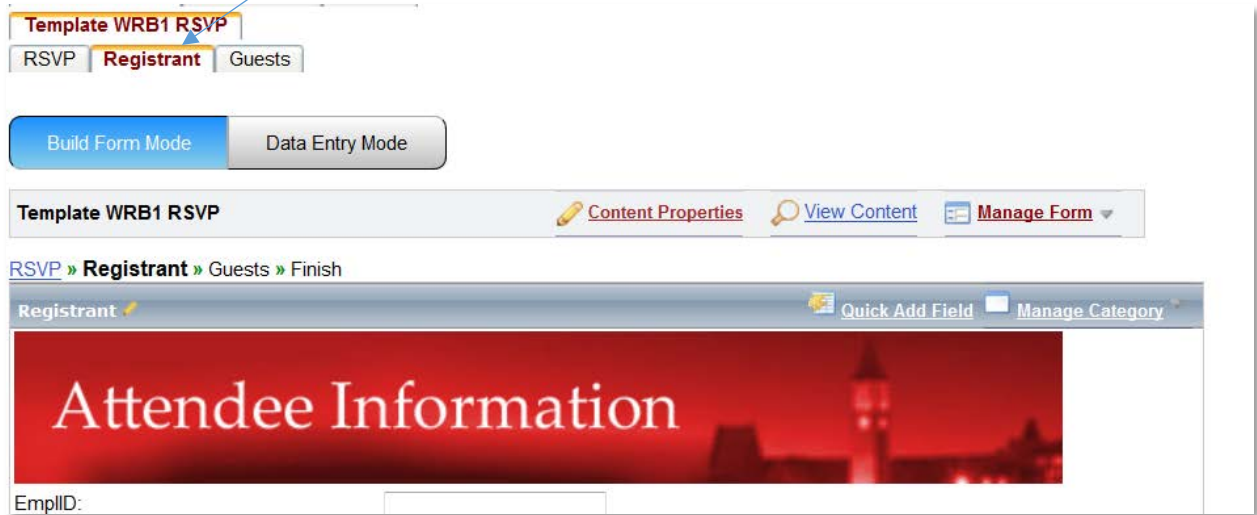 Template WRB1 RSVP
RSVP Registrant Guests
Build Form Mode Data Entry Mode
Template WRB1 RSVP Content Properties View Content Manage Form
RSVP » Registrant » Guests » Finish
Registrant Quick Add Field Manage Category
Attendee Information
EmplID: